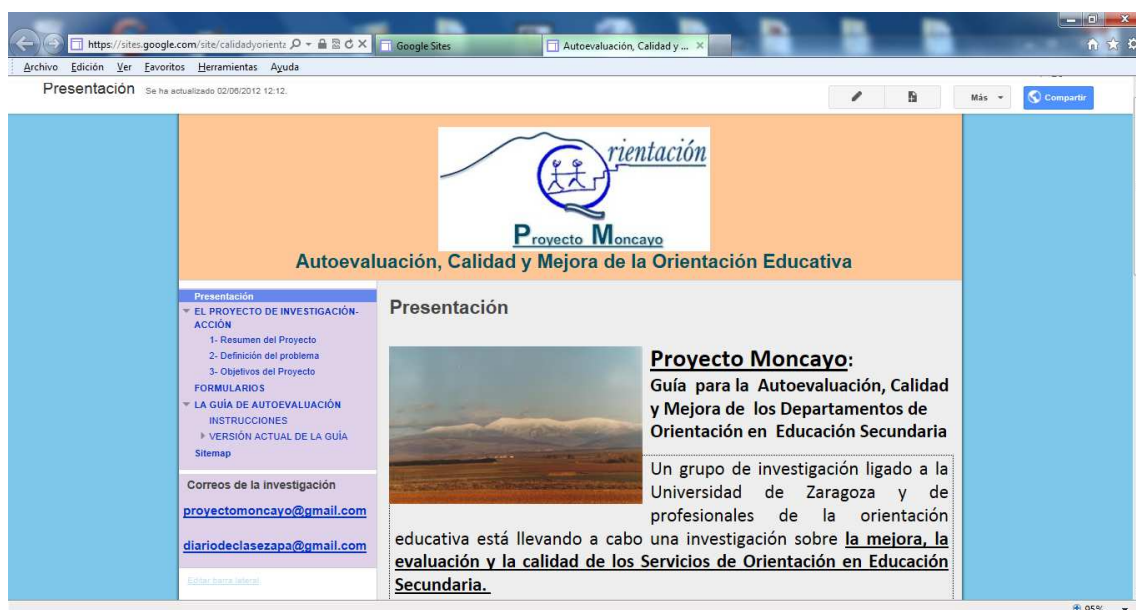 https://sites.google.com/site/calidadyorienta
Google Sites
Autoevaluación, Calidad y ...
Archivo Edición Ver Favoritos Herramientas Ayuda
Presentación Se ha actualizado 02/06/2012 12:12.
Más
Compartir
rientación
Proyecto Moncayo
Autoevaluación, Calidad y Mejora de la Orientación Educativa
Presentación
EL PROYECTO DE INVESTIGACIÓN-
ACCIÓN
1- Resumen del Proyecto
2- Definición del problema
3- Objetivos del Proyecto
FORMULARIOS
LA GUÍA DE AUTOEVALUACIÓN
INSTRUCCIONES
VERSIÓN ACTUAL DE LA GUÍA
Sitemap
Correos de la investigación
proyectomoncayo@gmail.com
diariodeclasezapa@gmail.com
Editar barra lateral
Presentación
Proyecto Moncayo:
Guía para la Autoevaluación, Calidad
y Mejora de los Departamentos de
Orientación en Educación Secundaria
Un grupo de investigación ligado a la
Universidad de Zaragoza y de
profesionales de la orientación
educativa está llevando a cabo una investigación sobre la mejora, la
evaluación y la calidad de los Servicios de Orientación en Educación
Secundaria.
95%